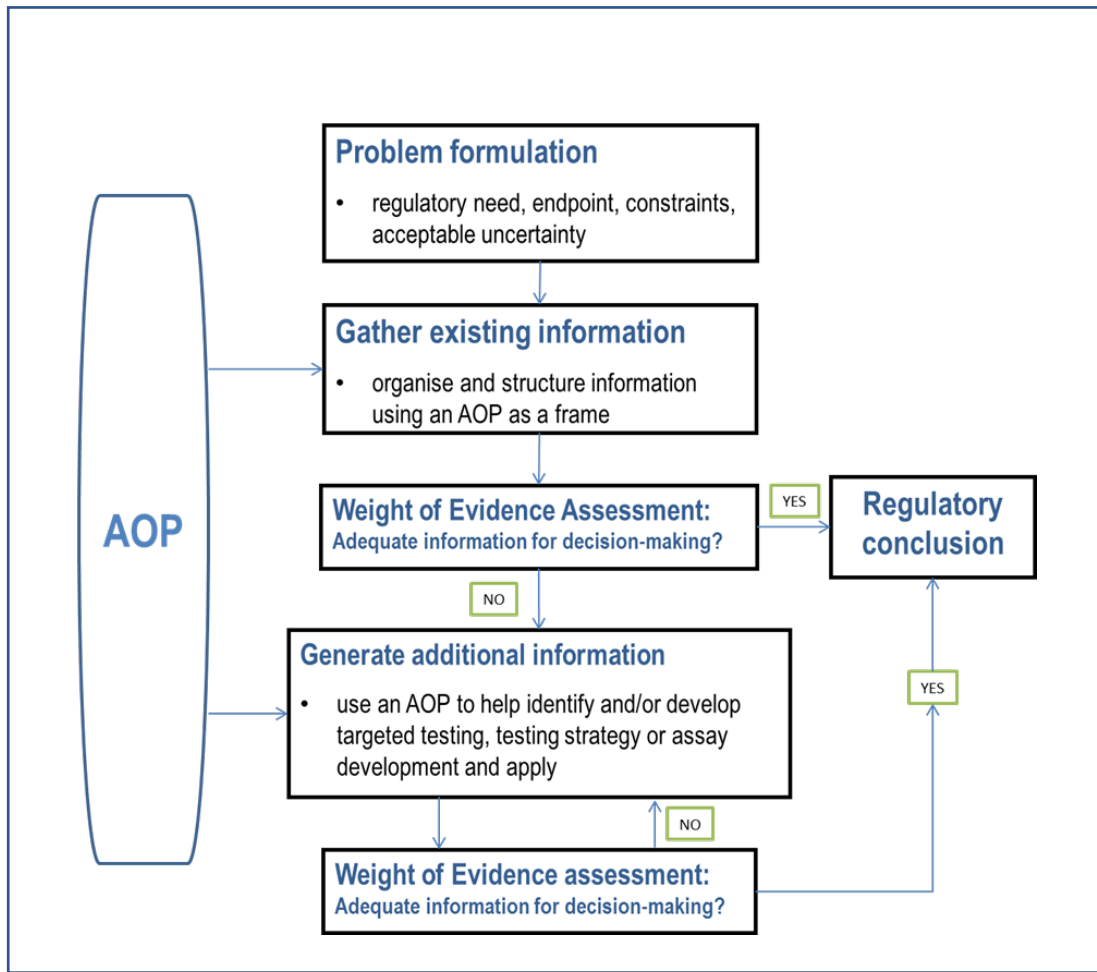 Problem formulation
• regulatory need, endpoint, constraints,
acceptable uncertainty
Gather existing information
• organise and structure information
using an AOP as a frame
AOP
Weight of Evidence Assessment:
Adequate information for decision-making?
YES
Regulatory
conclusion
NO
Generate additional information
• use an AOP to help identify and/or develop
targeted testing, testing strategy or assay
development and apply
YES
NO
Weight of Evidence assessment:
Adequate information for decision-making?